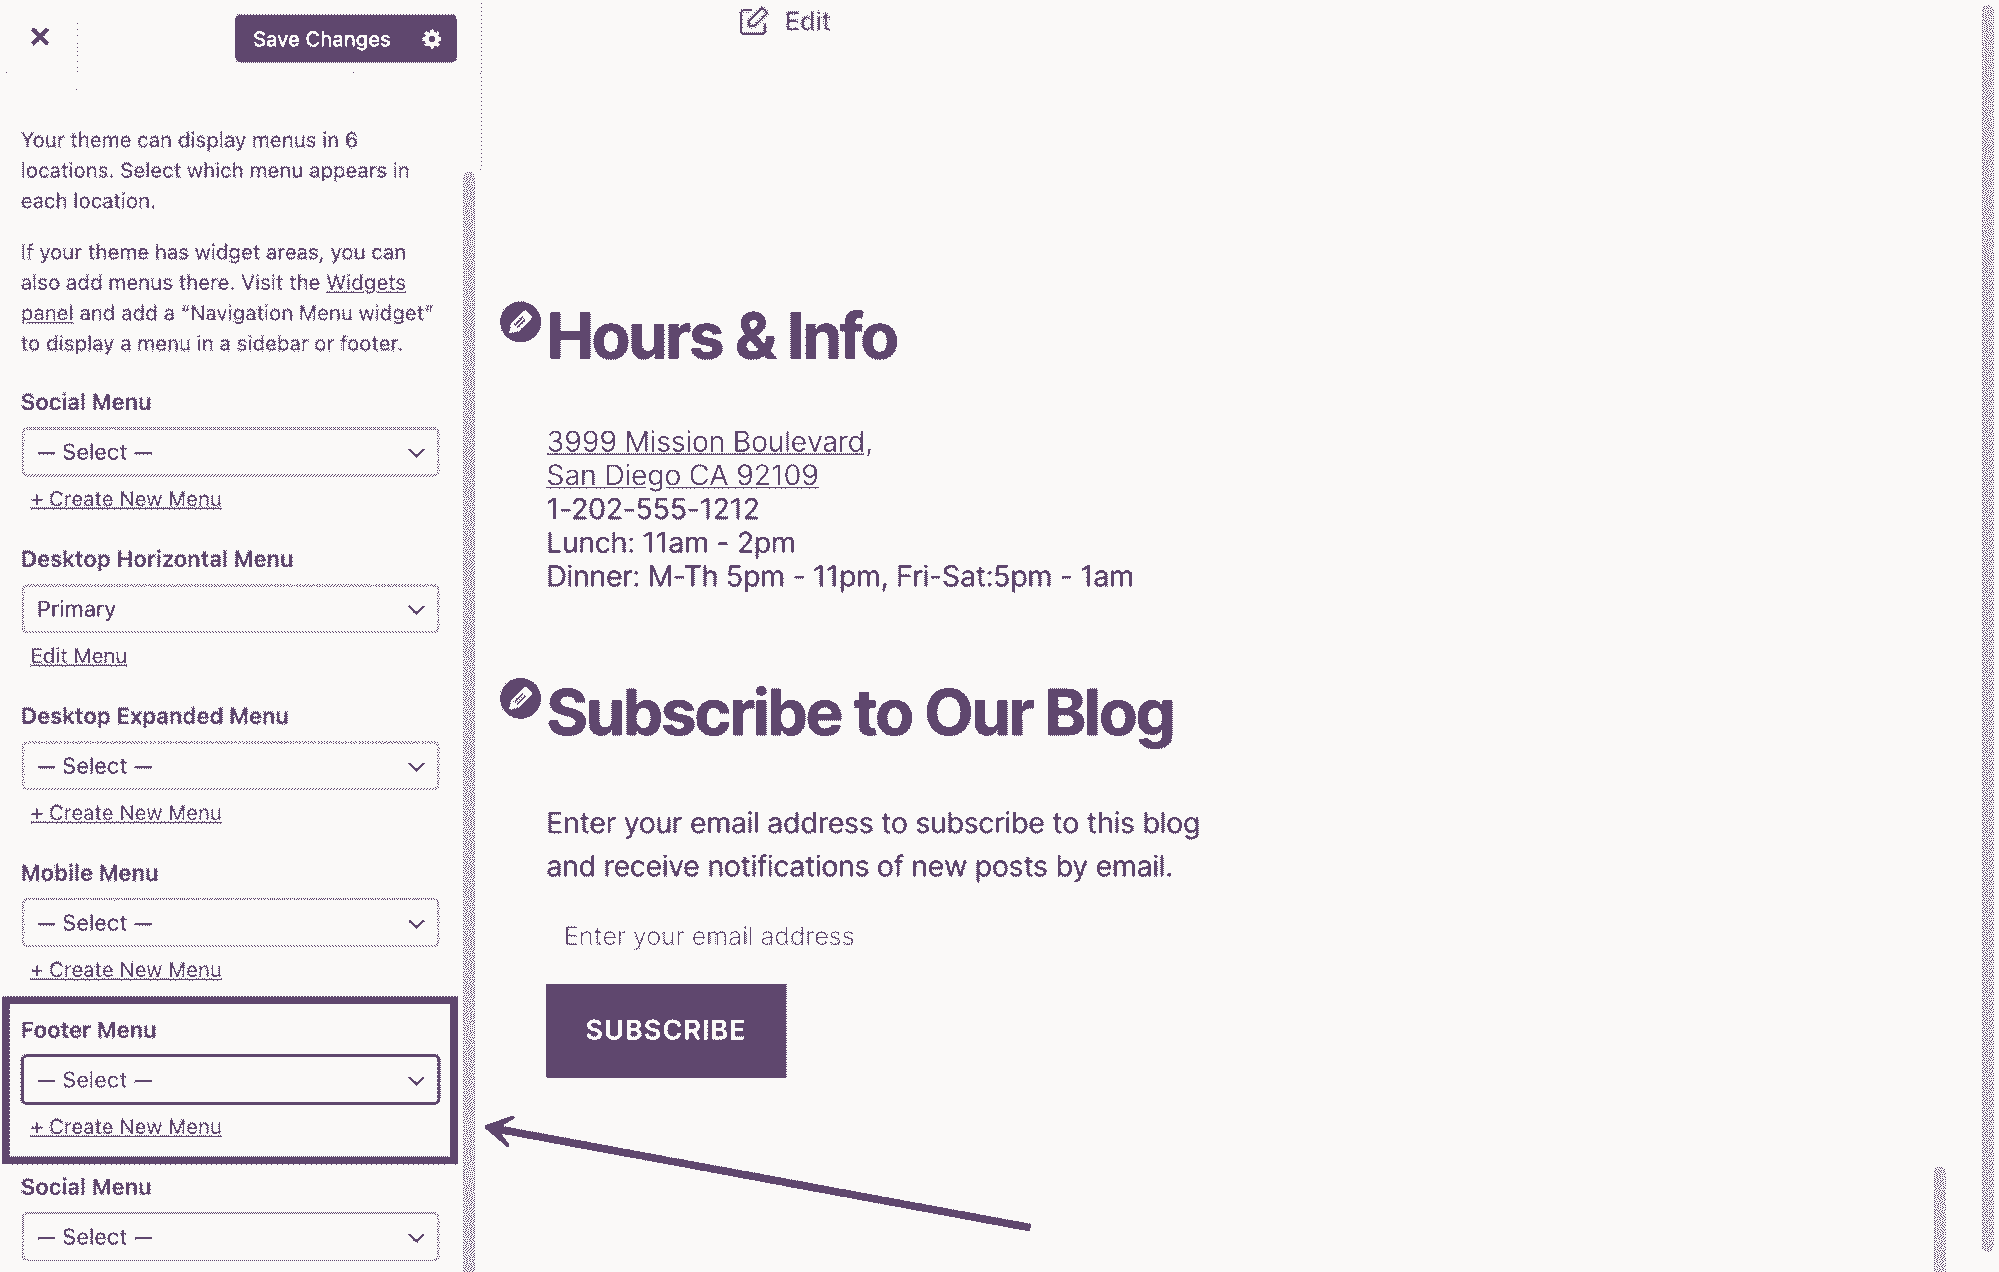 Save Changes
Your theme can display menus in 6
locations. Select which menu appears in
each location.
If your theme has widget areas, you can
also add menus there. Visit the Widgets
panel and add a “Navigation Menu widget”
to display a menu in a sidebar or footer.
Social Menu
— Select —
+ Create New Menu
Desktop Horizontal Menu
Primary
Edit Menu
Desktop Expanded Menu
— Select —
+ Create New Menu
Mobile Menu
— Select —
+ Create New Menu
Footer Menu
— Select —
+ Create New Menu
Social Menu
— Select —
Edit
Hours & Info
3999 Mission Boulevard,
San Diego CA 92109
1-202-555-1212
Lunch: 11am - 2pm
Dinner: M-Th 5pm - 11pm, Fri-Sat:5pm - 1am
Subscribe to Our Blog
Enter your email address to subscribe to this blog
and receive notifications of new posts by email.
Enter your email address
SUBSCRIBE